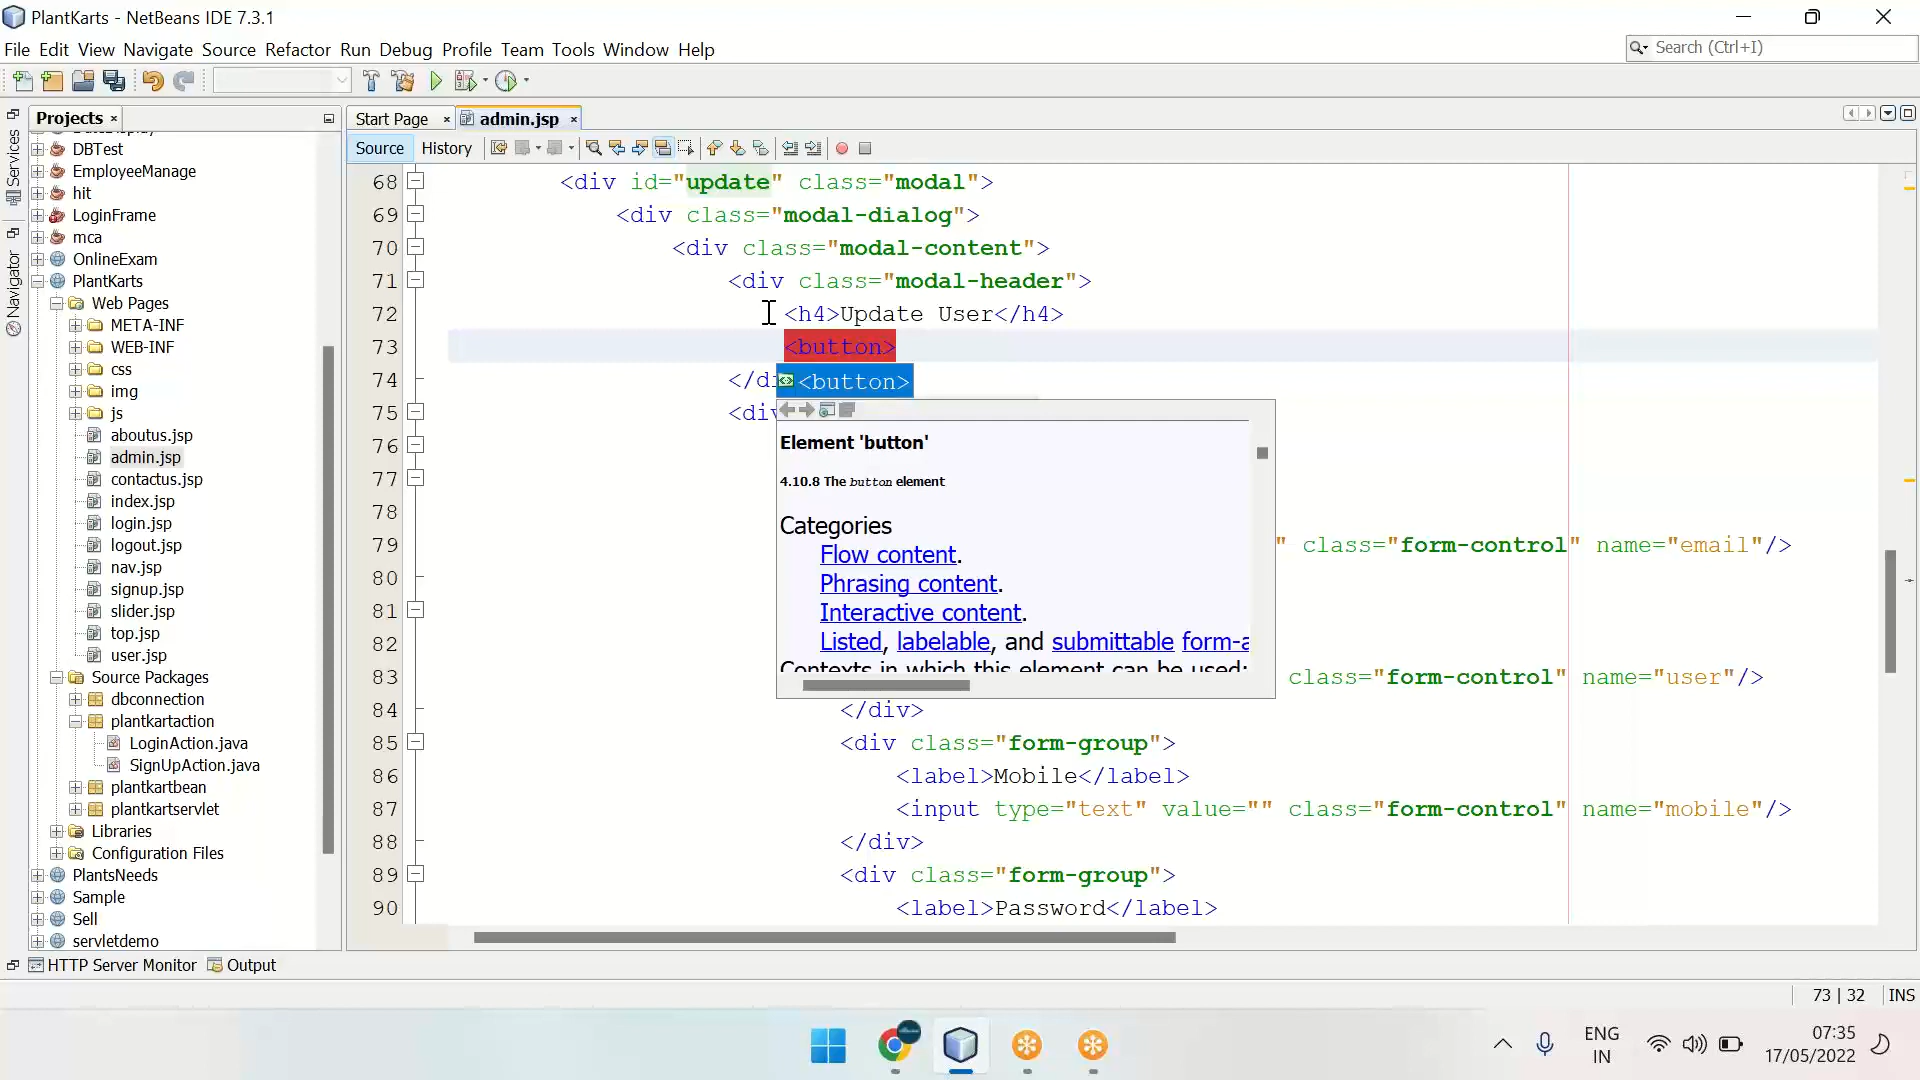 PlantKarts - NetBeans IDE 7.3.1
File Edit View Navigate Source Refactor Run Debug Profile Team Tools Window Help
Search (Ctrl+I)
Services
Navigator
Projects ×
DBTest
EmployeeManage
hit
LoginFrame
mca
OnlineExam
PlantKarts
Web Pages
META-INF
WEB-INF
css
img
js
aboutus.jsp
admin.jsp
contactus.jsp
index.jsp
login.jsp
logout.jsp
nav.jsp
signup.jsp
slider.jsp
top.jsp
user.jsp
Source Packages
dbconnection
plantkartaction
LoginAction.java
SignUpAction.java
plantkartbean
plantkartservlet
Libraries
Configuration Files
PlantsNeeds
Sample
Sell
servletdemo
Start Page × admin.jsp ×
Source History
68 <div id="update" class="modal">
69 <div class="modal-dialog">
70 <div class="modal-content">
71 <div class="modal-header">
72 <h4>Update User</h4>
73 <button>
74 </di
<button>
75 <div
Element 'button'
76
77
4.10.8 The button element
78
Categories
79 " class="form-control" name="email"/>
Flow content.
80
Phrasing content.
81
Interactive content.
82
Listed, labelable, and submittable form-a
Contexts in which this element can be used:
83 class="form-control" name="user"/>
84 </div>
85 <div class="form-group">
86 <label>Mobile</label>
87 <input type="text" value="" class="form-control" name="mobile"/>
88 </div>
89 <div class="form-group">
90 <label>Password</label>
HTTP Server Monitor Output
73 | 32 INS
ENG
IN
07:35
17/05/2022